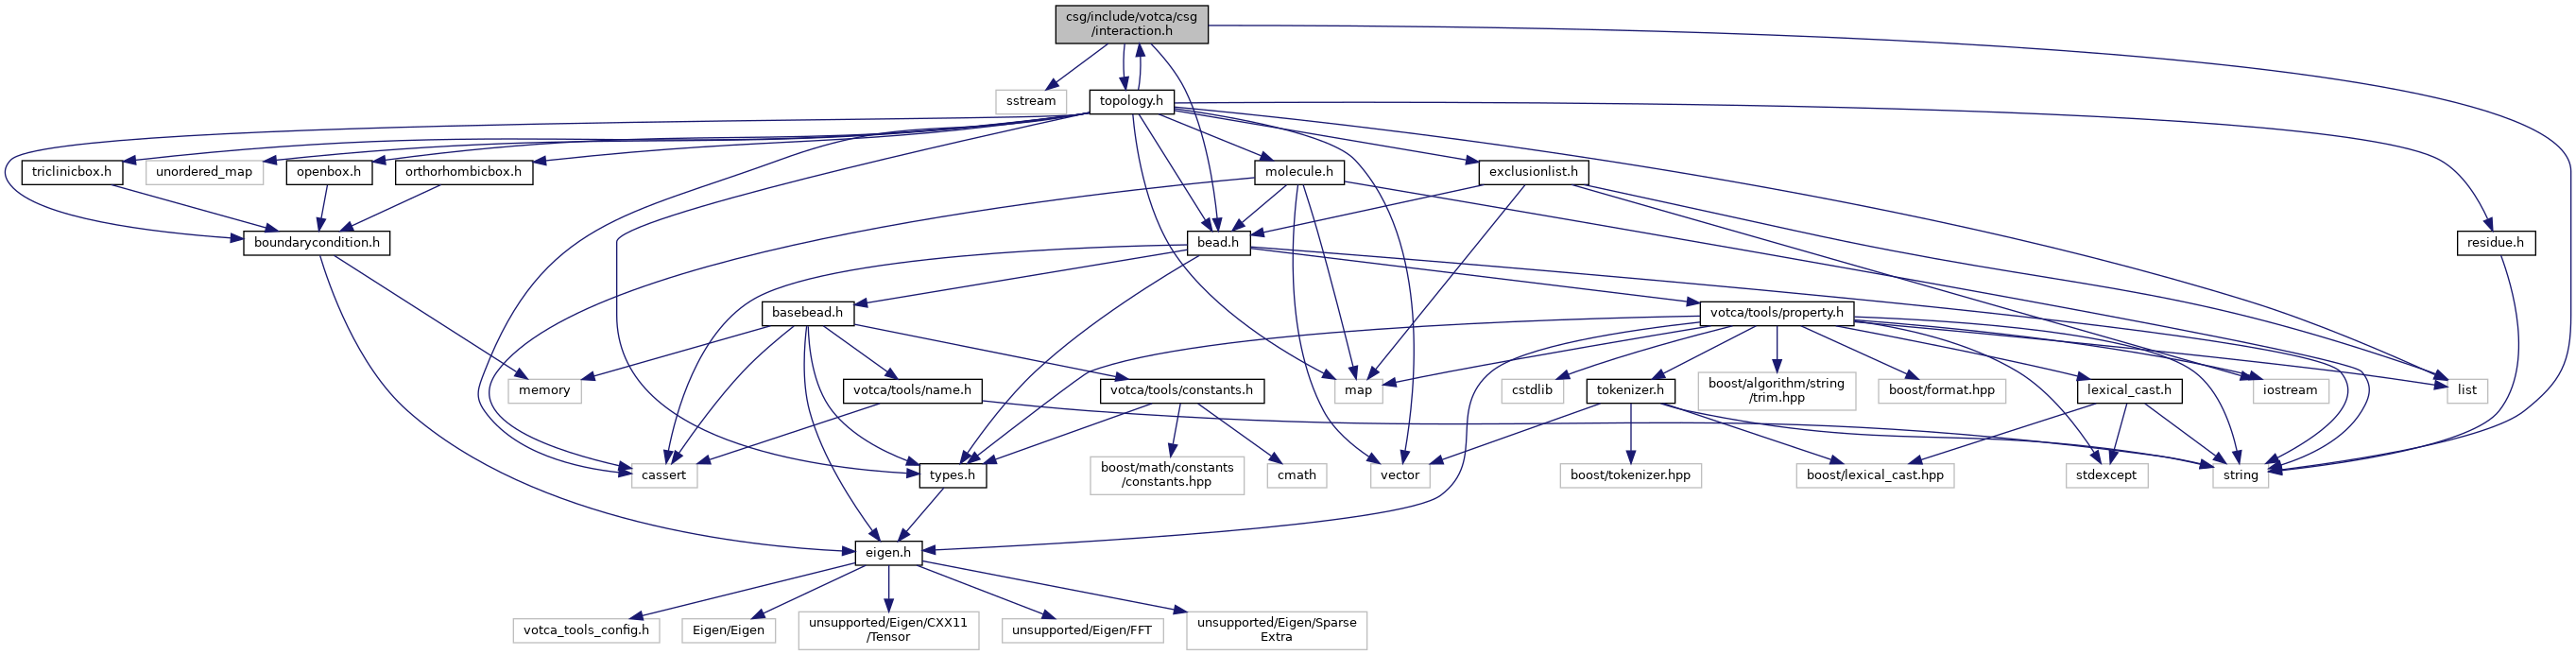 csg/include/votca/csg
/interaction.h
sstream
topology.h
triclinicbox.h
unordered_map
openbox.h
orthorhombicbox.h
molecule.h
exclusionlist.h
boundarycondition.h
bead.h
residue.h
basebead.h
votca/tools/property.h
memory
votca/tools/name.h
votca/tools/constants.h
map
cstdlib
tokenizer.h
boost/algorithm/string
/trim.hpp
boost/format.hpp
lexical_cast.h
iostream
list
cassert
types.h
boost/math/constants
/constants.hpp
cmath
vector
boost/tokenizer.hpp
boost/lexical_cast.hpp
stdexcept
string
eigen.h
votca_tools_config.h
Eigen/Eigen
unsupported/Eigen/CXX11
/Tensor
unsupported/Eigen/FFT
unsupported/Eigen/Sparse
Extra